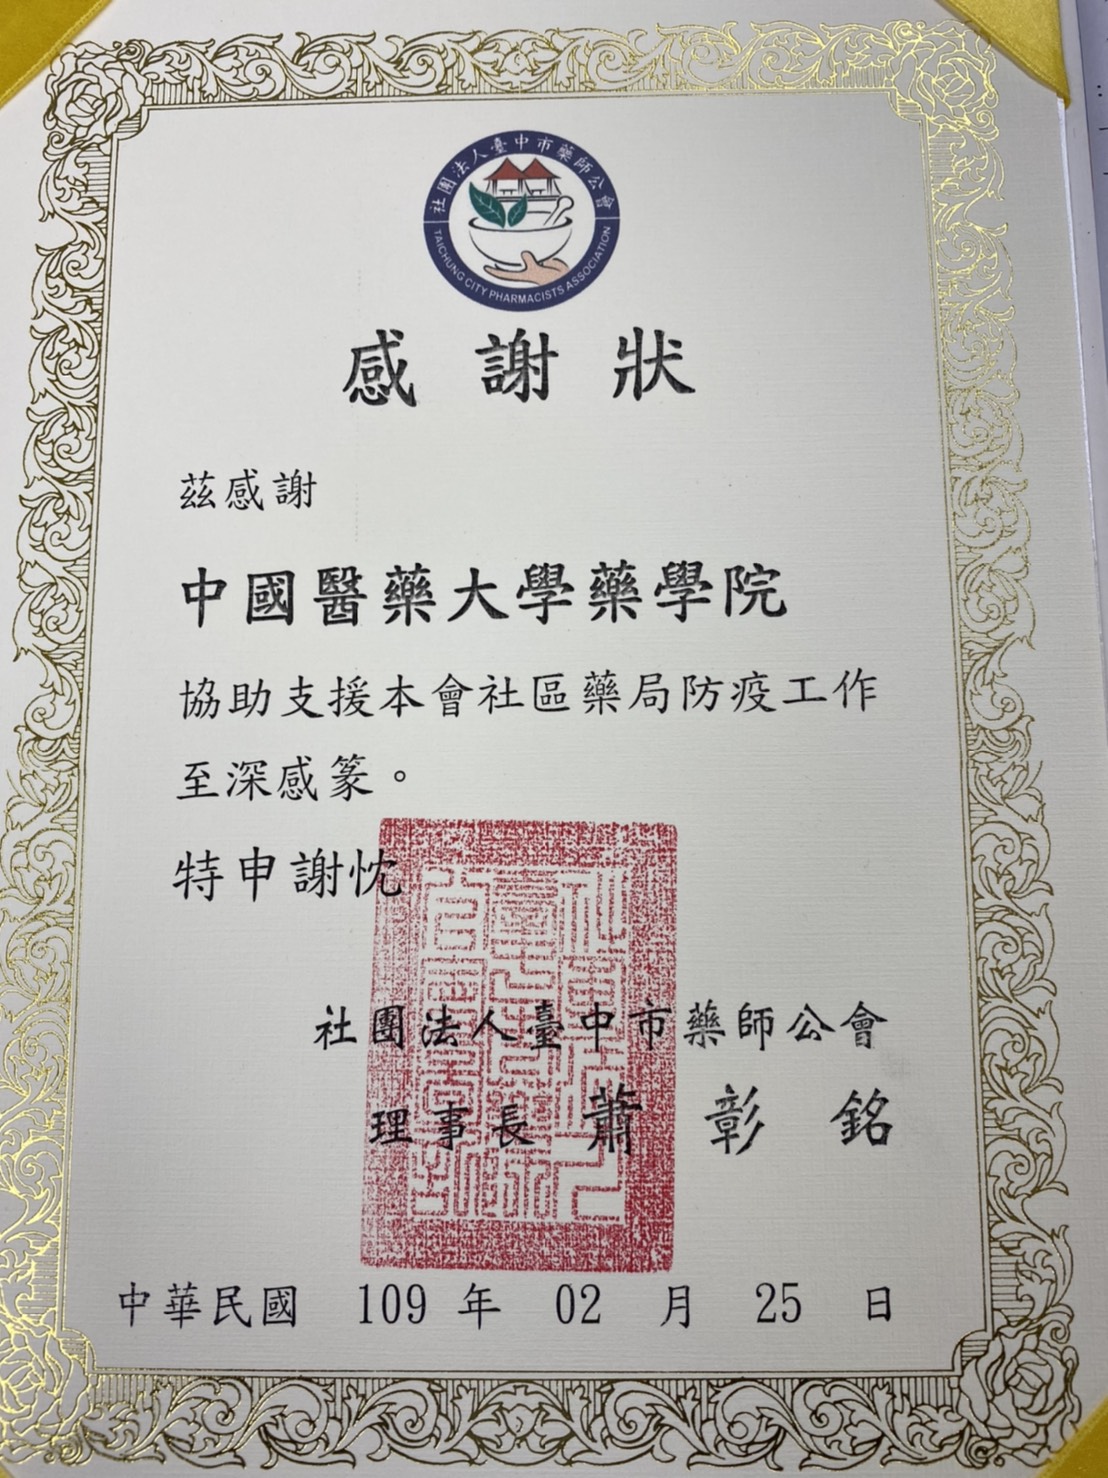 社團法人臺中市藥師公會
TAICHUNG CITY PHARMACISTS ASSOCIATION
感謝狀
茲感謝
中國醫藥大學藥學院
協助支援本會社區藥局防疫工作
至深感篆。
特申謝忱
社團法人臺中市藥師公會
理事長 蕭彰銘
中華民國 109 年 02 月 25 日